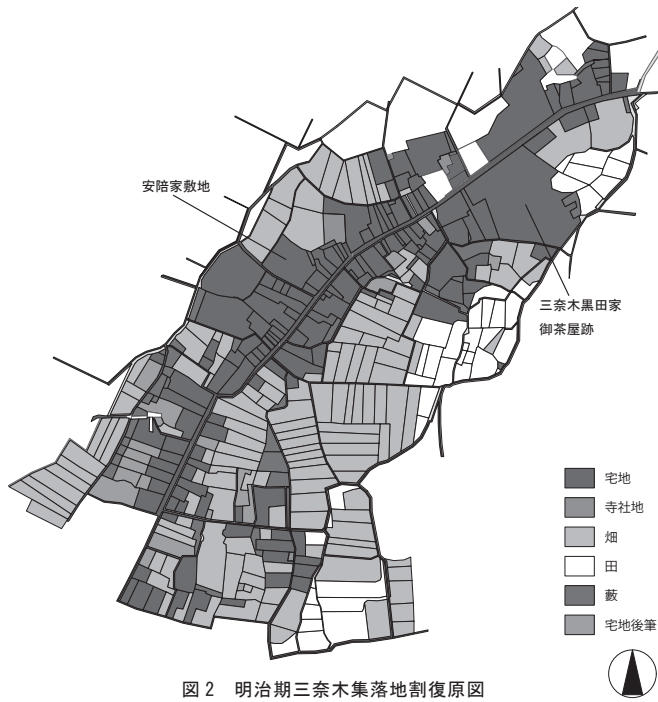 安陪家敷地
三奈木黒田家
御茶屋跡
宅地
寺社地
畑
田
藪
宅地後筆
図2 明治期三奈木集落地割復原図